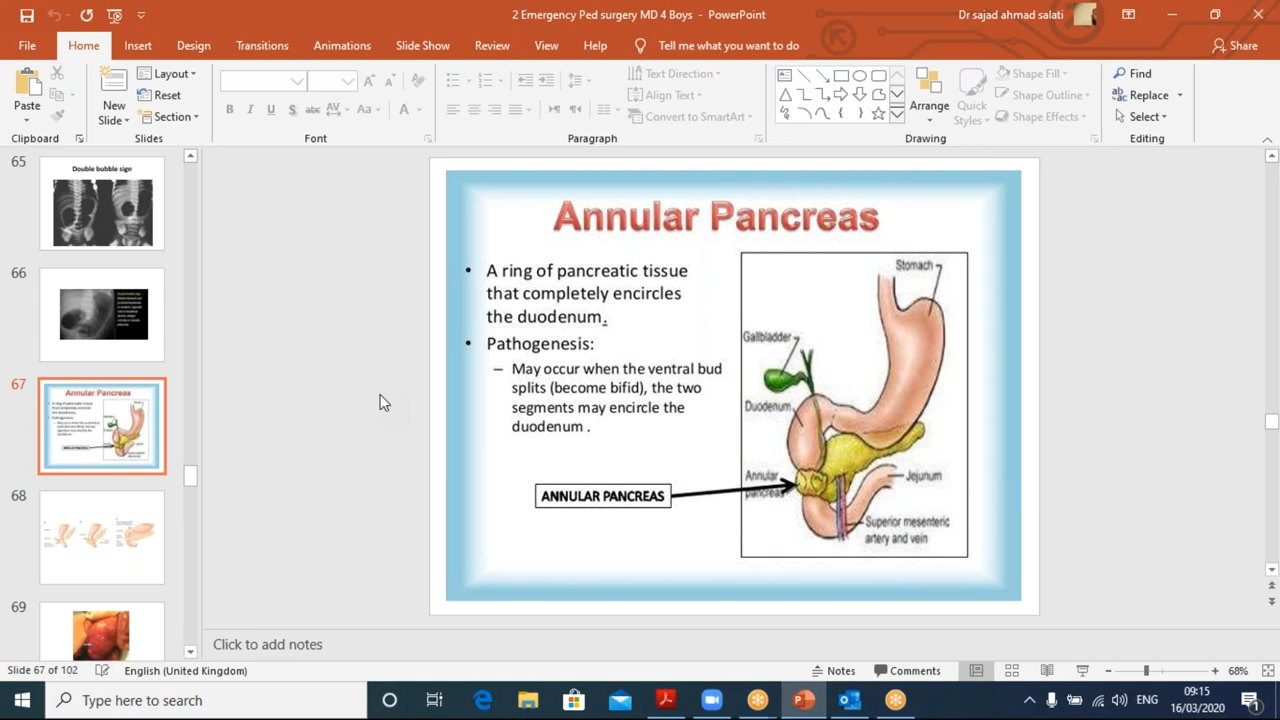 2 Emergency Ped surgery MD 4 Boys - PowerPoint
Dr sajad ahmad salati
File Home Insert Design Transitions Animations Slide Show Review View Help Tell me what you want to do Share
Paste
Clipboard
New Slide
Layout
Reset
Section
Slides
B I U S abc AV Aa A
Font
Text Direction
Align Text
Convert to SmartArt
Paragraph
Arrange
Quick Styles
Shape Fill
Shape Outline
Shape Effects
Drawing
Find
Replace
Select
Editing
65
Double bubble sign
66
67
Annular Pancreas
68
69
Annular Pancreas
• A ring of pancreatic tissue
that completely encircles
the duodenum.
• Pathogenesis:
– May occur when the ventral bud
splits (become bifid), the two
segments may encircle the
duodenum .
ANNULAR PANCREAS
Stomach
Gallbladder
Duodenum
Annular
pancreas
Jejunum
Superior mesenteric
artery and vein
Click to add notes
Slide 67 of 102
English (United Kingdom)
Notes
Comments
68%
Type here to search
ENG
09:15
16/03/2020
1